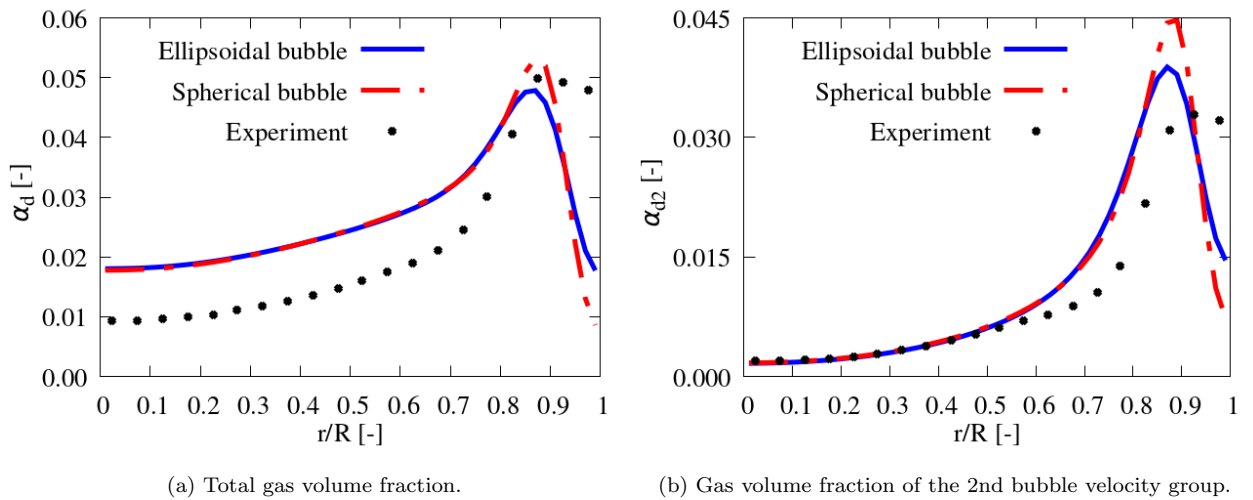 0.06
0.05
0.04
0.03
0.02
0.01
0.00
α_d [-]
Ellipsoidal bubble
Spherical bubble
Experiment
0 0.1 0.2 0.3 0.4 0.5 0.6 0.7 0.8 0.9 1
r/R [-]
(a) Total gas volume fraction.
0.045
0.030
0.015
0.000
α_d2 [-]
Ellipsoidal bubble
Spherical bubble
Experiment
0 0.1 0.2 0.3 0.4 0.5 0.6 0.7 0.8 0.9 1
r/R [-]
(b) Gas volume fraction of the 2nd bubble velocity group.